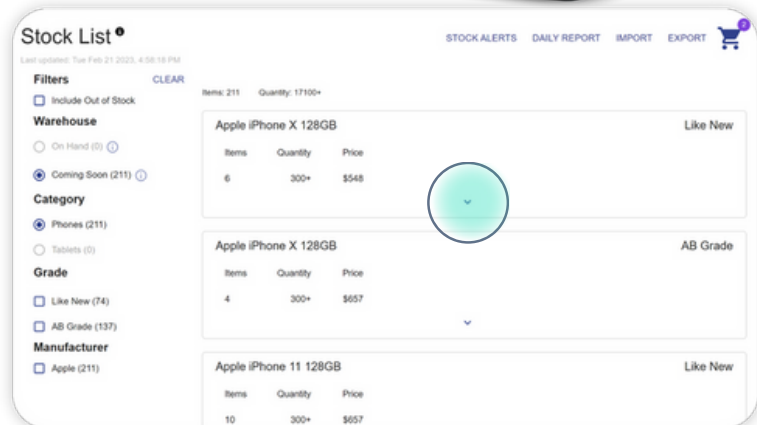 Stock List
STOCK ALERTS DAILY REPORT IMPORT EXPORT 2
Last updated: Tue Feb 21 2023, 4:58:18 PM
Filters CLEAR
Include Out of Stock
Warehouse
On Hand (0)
Coming Soon (211)
Category
Phones (211)
Tablets (0)
Grade
Like New (74)
AB Grade (137)
Manufacturer
Apple (211)
Items: 211 Quantity: 17100+
Apple iPhone X 128GB Like New
Items Quantity Price
6 300+ $548
Apple iPhone X 128GB AB Grade
Items Quantity Price
4 300+ $657
Apple iPhone 11 128GB Like New
Items Quantity Price
10 300+ $657